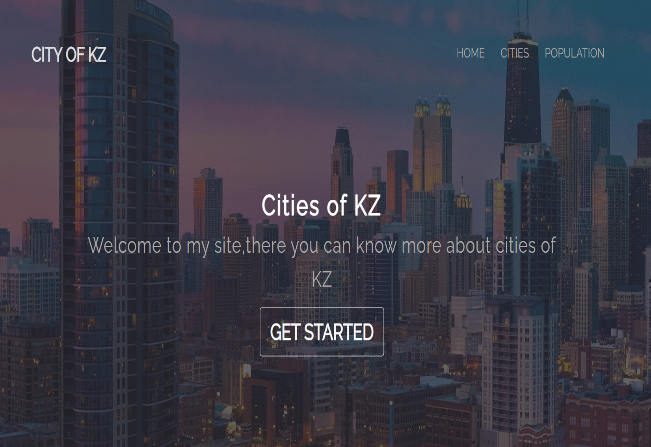 CITY OF KZ
HOME CITIES POPULATION
Cities of KZ
Welcome to my site,there you can know more about cities of
KZ
GET STARTED